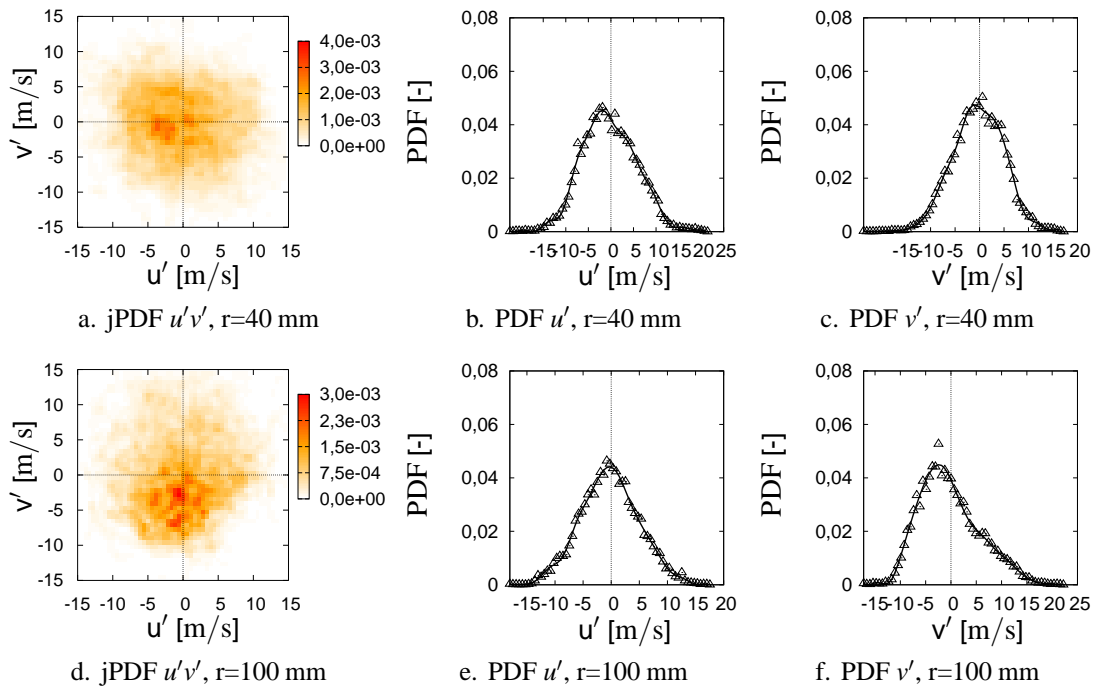 15
10
5
0
-5
-10
-15
-15 -10 -5 0 5 10 15
v′ [m/s]
u′ [m/s]
4,0e-03
3,0e-03
2,0e-03
1,0e-03
0,0e+00
a. jPDF u′v′, r=40 mm
0,08
0,06
0,04
0,02
0
PDF [-]
-15 -10 -5 0 5 10 15 20 25
u′ [m/s]
b. PDF u′, r=40 mm
0,08
0,06
0,04
0,02
0
PDF [-]
-15 -10 -5 0 5 10 15 20
v′ [m/s]
c. PDF v′, r=40 mm
15
10
5
0
-5
-10
-15
-15 -10 -5 0 5 10 15
v′ [m/s]
u′ [m/s]
3,0e-03
2,3e-03
1,5e-03
7,5e-04
0,0e+00
d. jPDF u′v′, r=100 mm
0,08
0,06
0,04
0,02
0
PDF [-]
-15 -10 -5 0 5 10 15 20
u′ [m/s]
e. PDF u′, r=100 mm
0,08
0,06
0,04
0,02
0
PDF [-]
-15 -10 -5 0 5 10 15 20 25
v′ [m/s]
f. PDF v′, r=100 mm